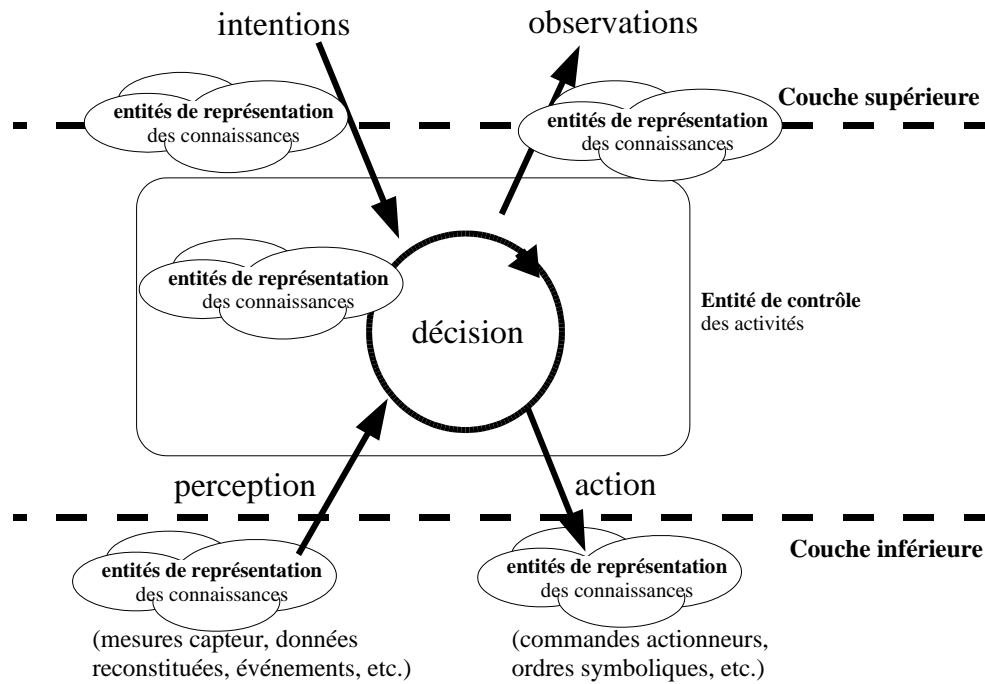 intentions
observations
entités de représentation
des connaissances
entités de représentation
des connaissances
Couche supérieure
entités de représentation
des connaissances
décision
Entité de contrôle
des activités
perception
action
Couche inférieure
entités de représentation
des connaissances
entités de représentation
des connaissances
(mesures capteur, données
reconstituées, événements, etc.)
(commandes actionneurs,
ordres symboliques, etc.)